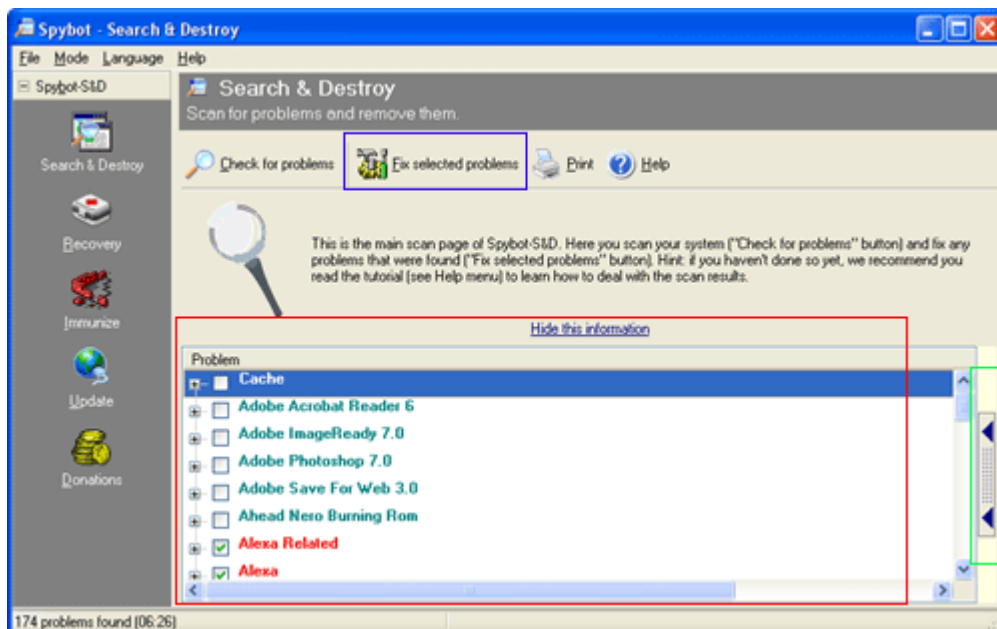 Spybot - Search & Destroy
File Mode Language Help
Spybot-S&D
Search & Destroy
Scan for problems and remove them.
Search & Destroy
Recovery
Immunize
Update
Donations
Check for problems
Fix selected problems
Print
Help
This is the main scan page of Spybot-S&D. Here you scan your system ("Check for problems" button) and fix any
problems that were found ("Fix selected problems" button). Hint: if you haven't done so yet, we recommend you
read the tutorial (see Help menu) to learn how to deal with the scan results.
Hide this information
Problem
Cache
Adobe Acrobat Reader 6
Adobe ImageReady 7.0
Adobe Photoshop 7.0
Adobe Save For Web 3.0
Ahead Nero Burning Rom
Alexa Related
Alexa
174 problems found (06:26)